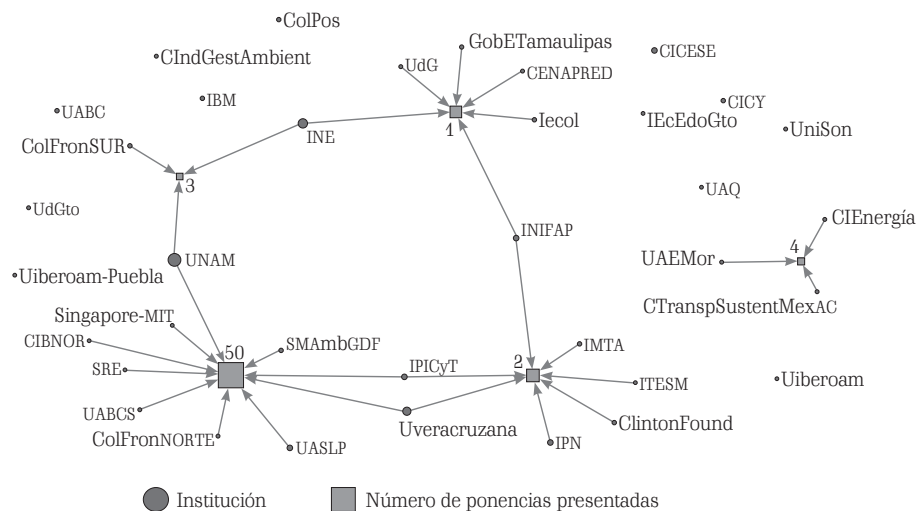 ColPos
GobETamaulipas
CICESE
CIndGestAmbient
UdG
CENAPRED
IBM
CICY
UABC
INE
1
Iecol
IEcEdoGto
UniSon
ColFronSUR
3
UAQ
UdGto
CIEnergía
INIFAP
4
UNAM
UAEMor
Uiberoam-Puebla
CTranspSustentMexAC
Singapore-MIT
CIBNOR
50
SMAmbGDF
IMTA
SRE
IPICyT
2
ITESM
Uiberoam
UABCS
ClintonFound
ColFronNORTE
UASLP
Uveracruzana
IPN
Institución
Número de ponencias presentadas